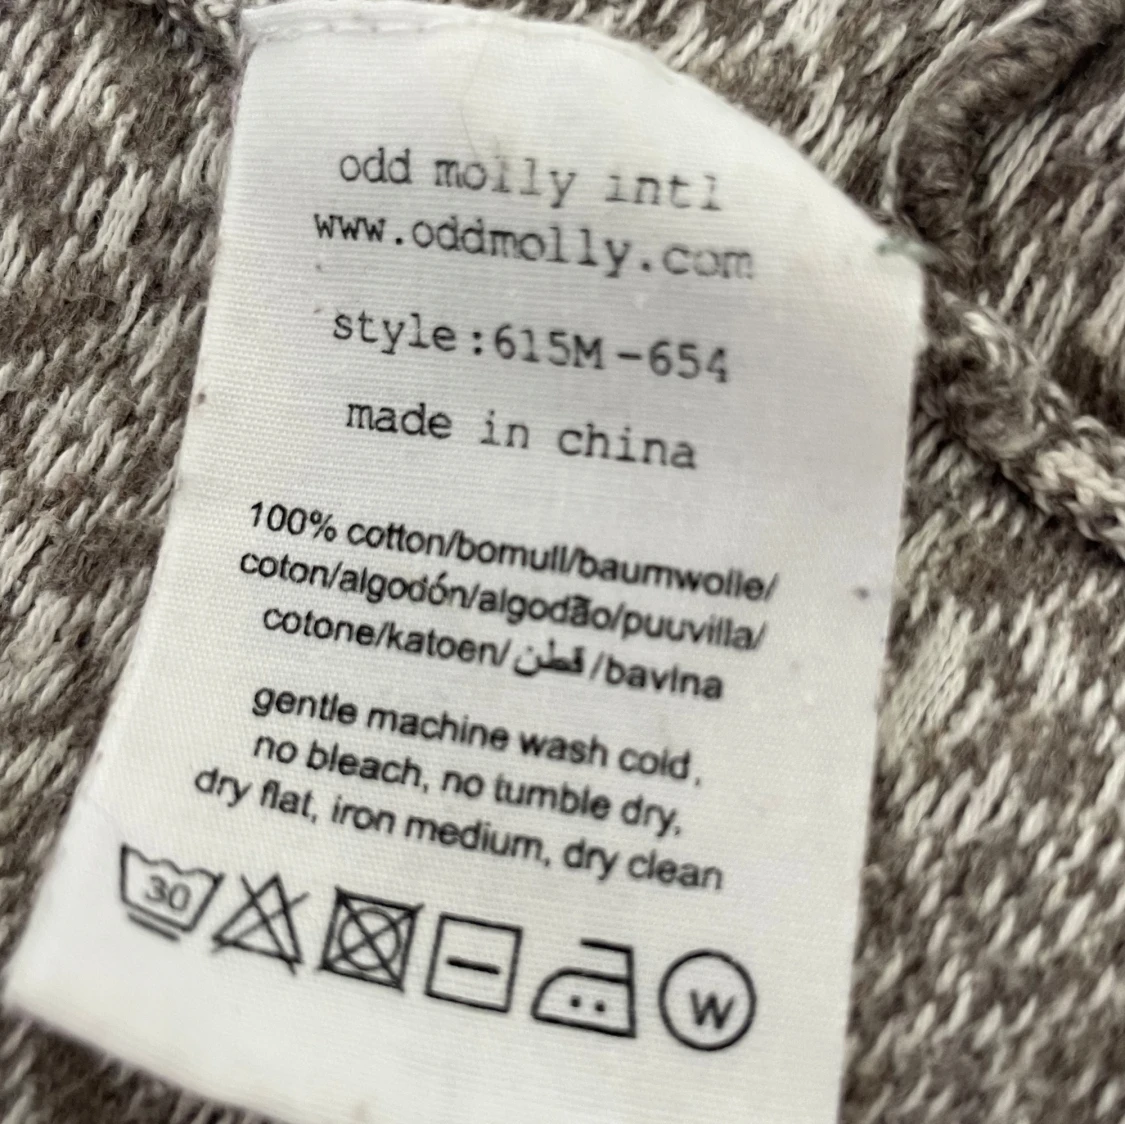 odd molly intl
www.oddmolly.com
style:615M-654
made in china
100% cotton/bomull/baumwolle/
coton/algodón/algodão/puuvilla/
cotone/katoen/قطن/bavlna
gentle machine wash cold,
no bleach, no tumble dry,
dry flat, iron medium, dry clean
30
W